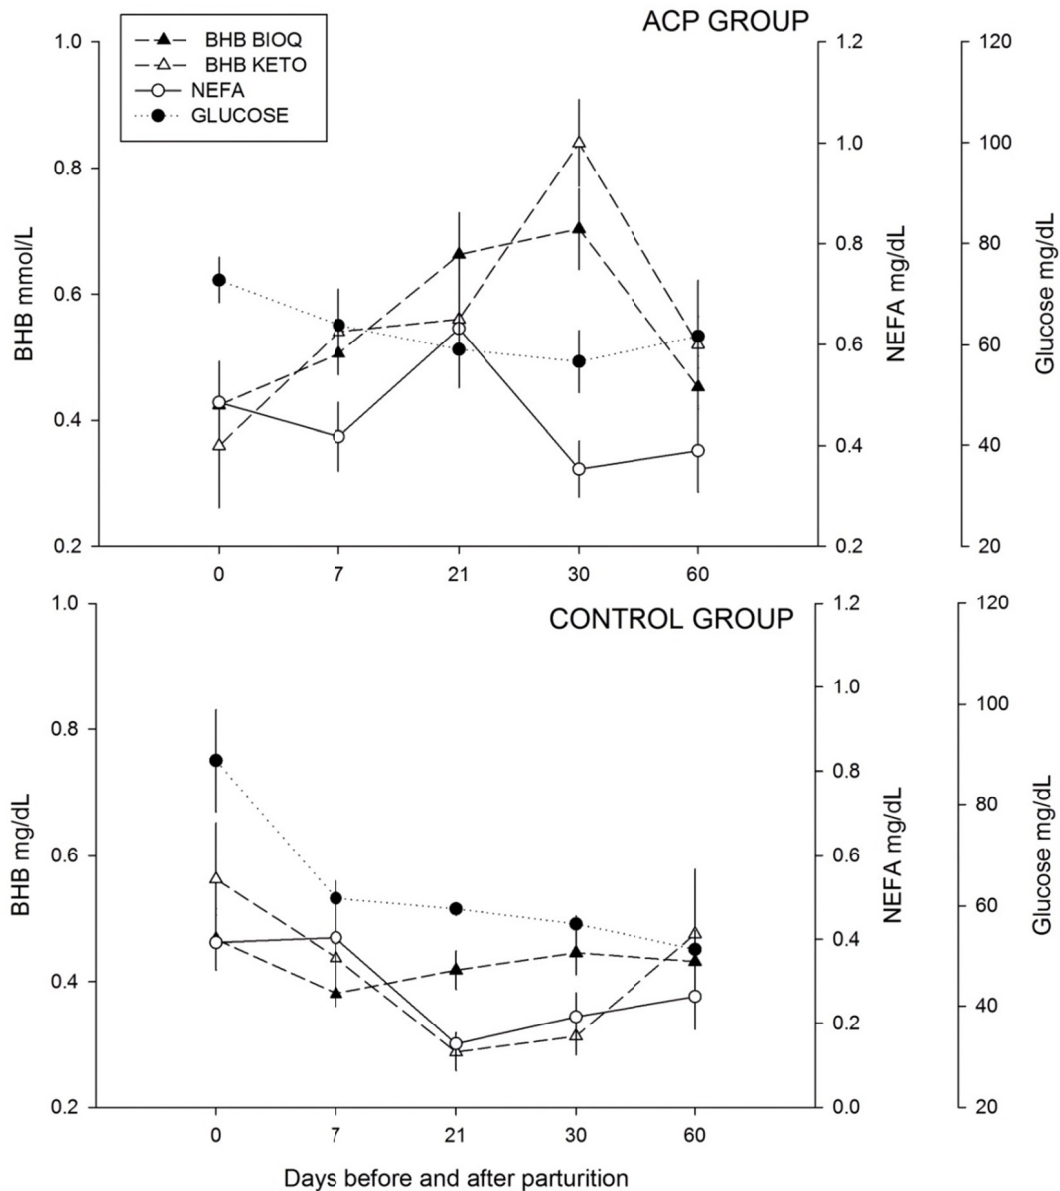 ACP GROUP
BHB BIOQ
BHB KETO
NEFA
GLUCOSE
1.0
0.8
0.6
0.4
0.2
BHB mmol/L
1.2
1.0
0.8
0.6
0.4
0.2
NEFA mg/dL
120
100
80
60
40
20
Glucose mg/dL
0 7 21 30 60
CONTROL GROUP
1.0
0.8
0.6
0.4
0.2
BHB mg/dL
1.2
1.0
0.8
0.6
0.4
0.2
0.0
NEFA mg/dL
120
100
80
60
40
20
Glucose mg/dL
0 7 21 30 60
Days before and after parturition